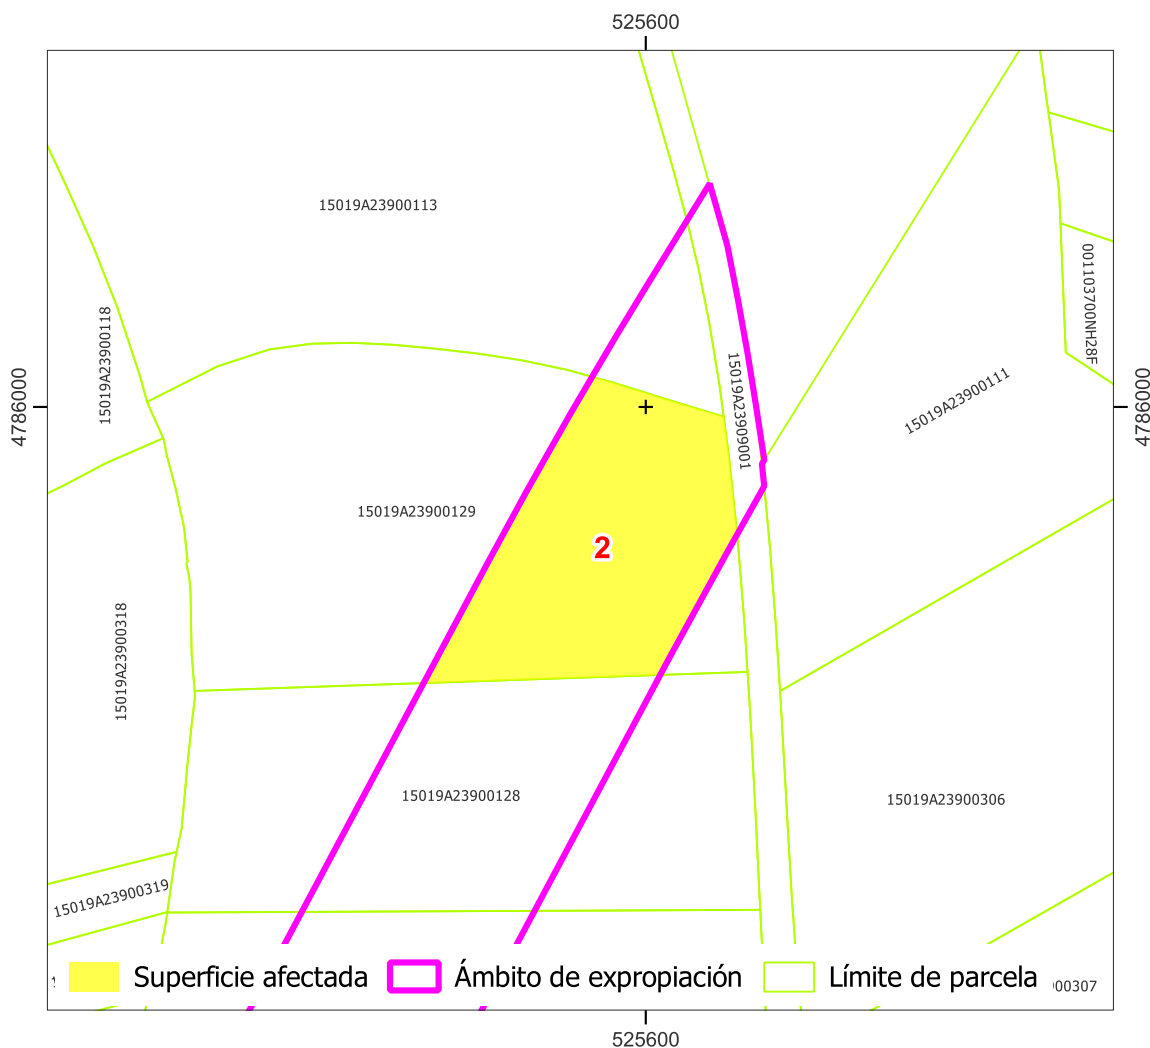 525600
15019A23900113
001103700NH28F
15019A23900118
15019A23909001
15019A23900111
4786000
4786000
15019A23900129
2
15019A23900318
15019A23900128
15019A23900306
15019A23900319
Superficie afectada
Ámbito de expropiación
Límite de parcela
00307
525600